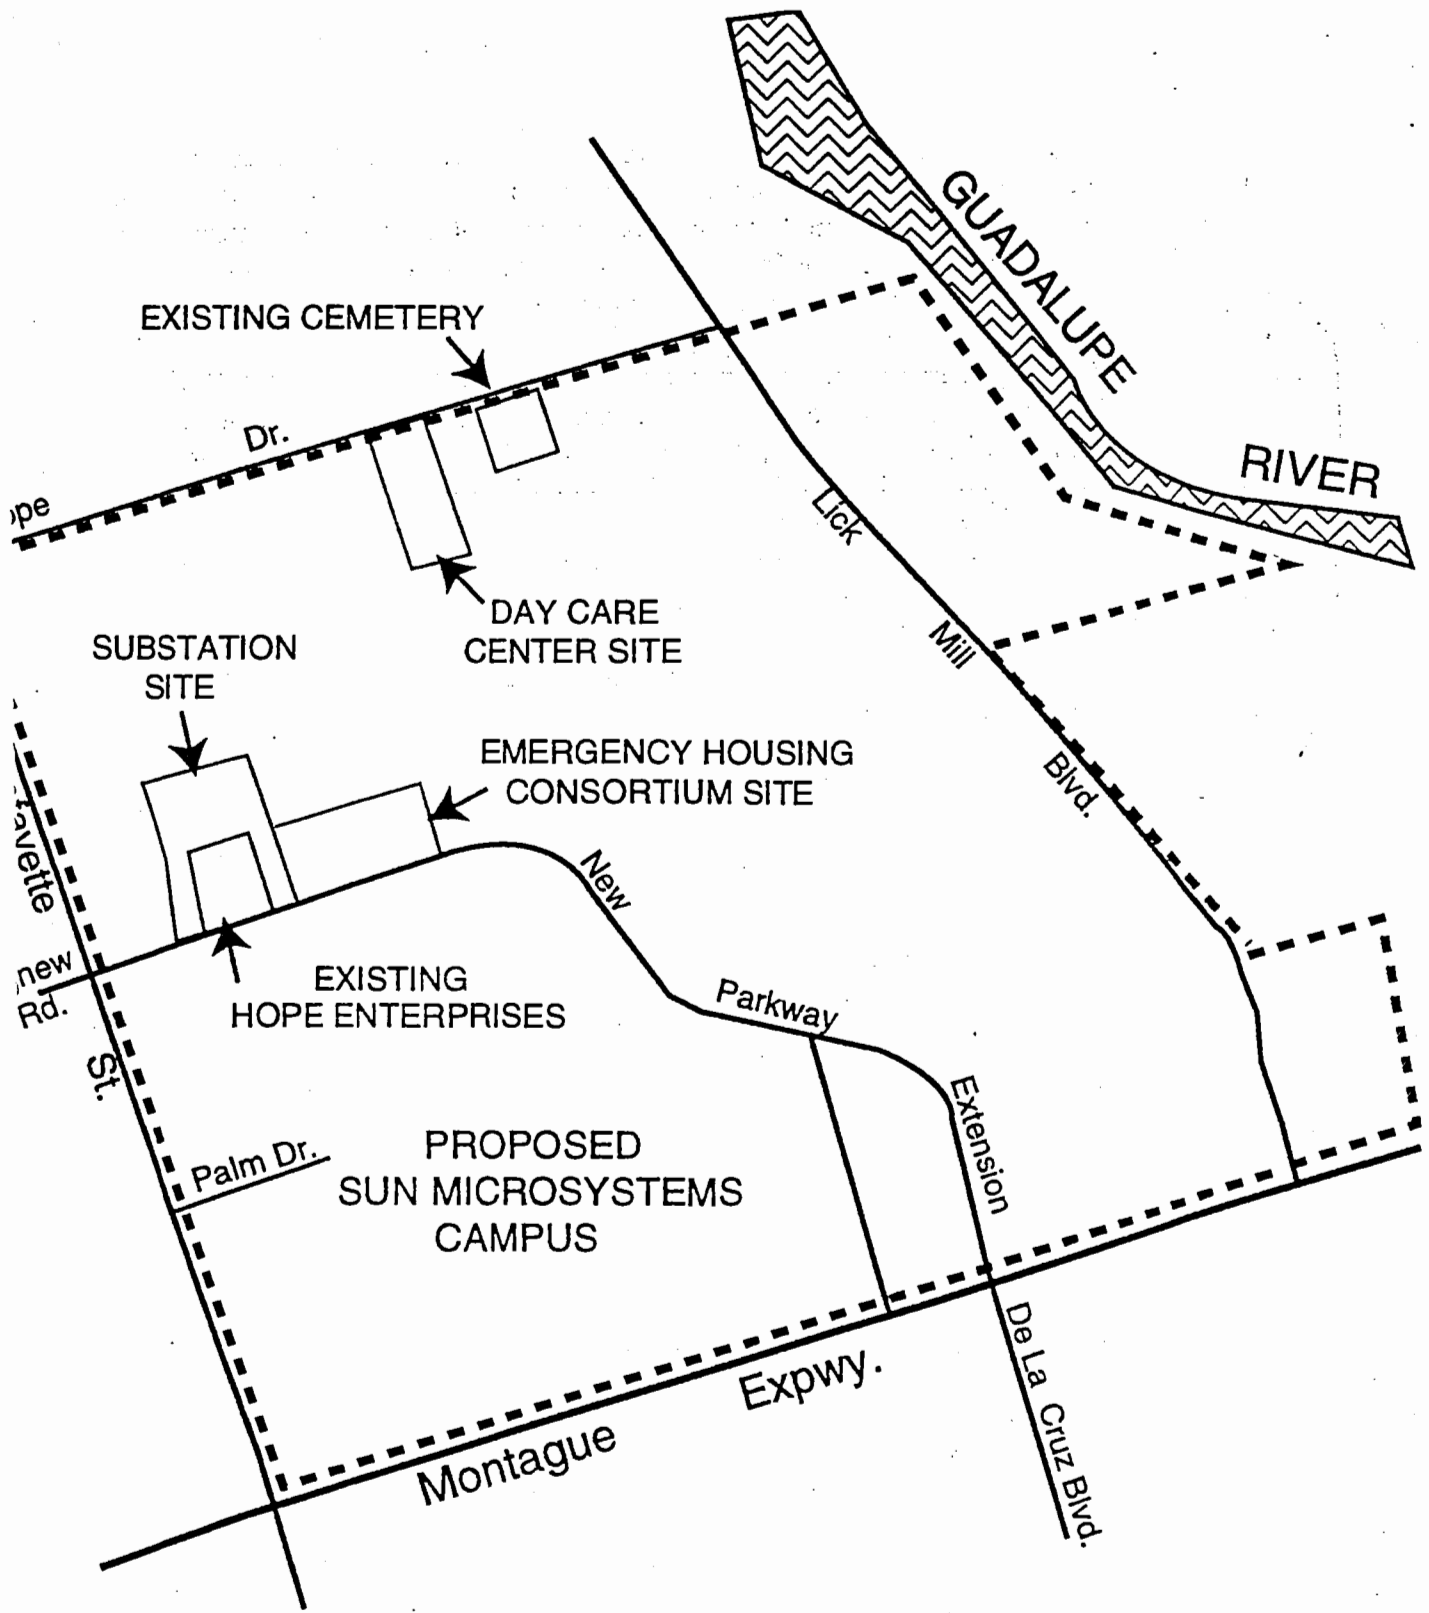 GUADALUPE
RIVER
EXISTING CEMETERY
Dr.
Lick
Mill
Blvd.
DAY CARE
CENTER SITE
SUBSTATION
SITE
EMERGENCY HOUSING
CONSORTIUM SITE
New
Parkway
Extension
EXISTING
HOPE ENTERPRISES
Rd.
St.
Palm Dr.
PROPOSED
SUN MICROSYSTEMS
CAMPUS
Montague
Expwy.
De La Cruz Blvd.